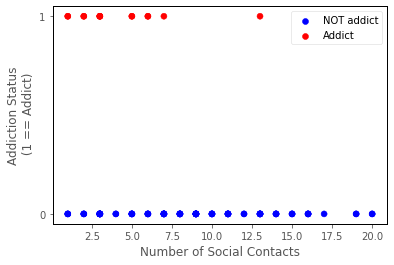 NOT addict
Addict
Addiction Status
(1 == Addict)
1
0
2.5 5.0 7.5 10.0 12.5 15.0 17.5 20.0
Number of Social Contacts